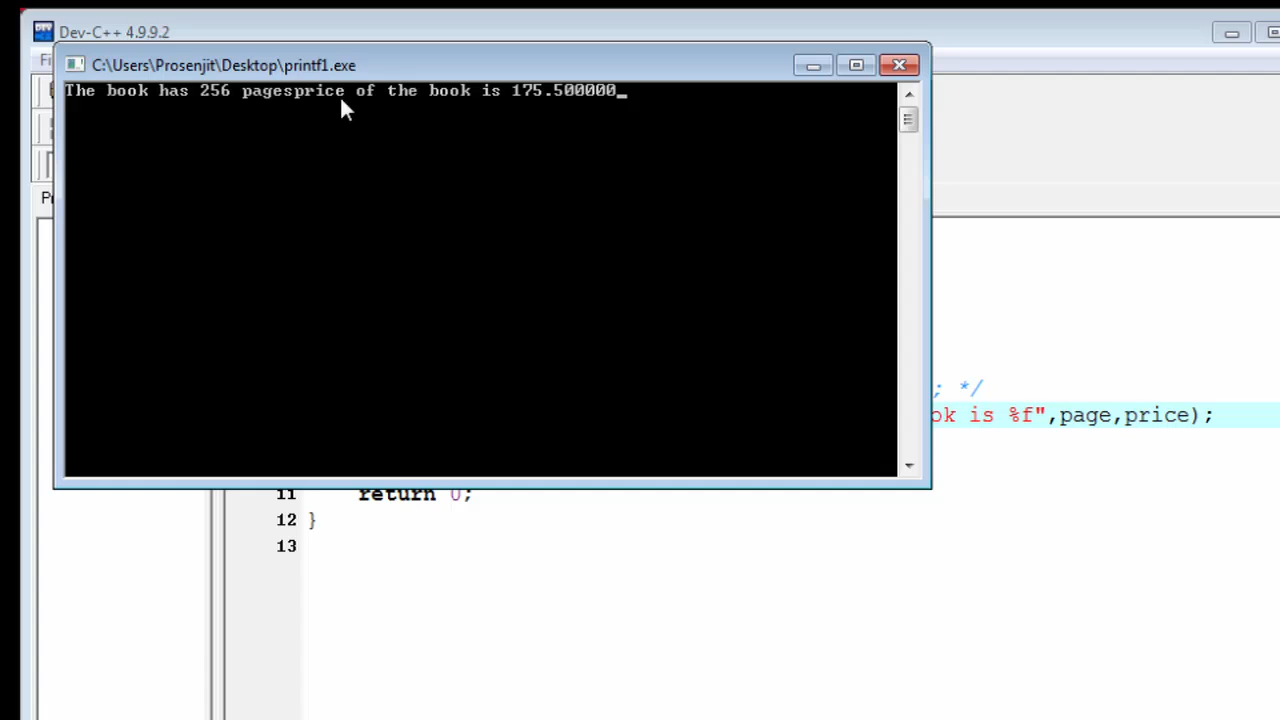 Dev-C++ 4.9.9.2
C:\Users\Prosenjit\Desktop\printf1.exe
The book has 256 pagesprice of the book is 175.500000_
; */
ok is %f",page,price);
11 return 0;
12 }
13